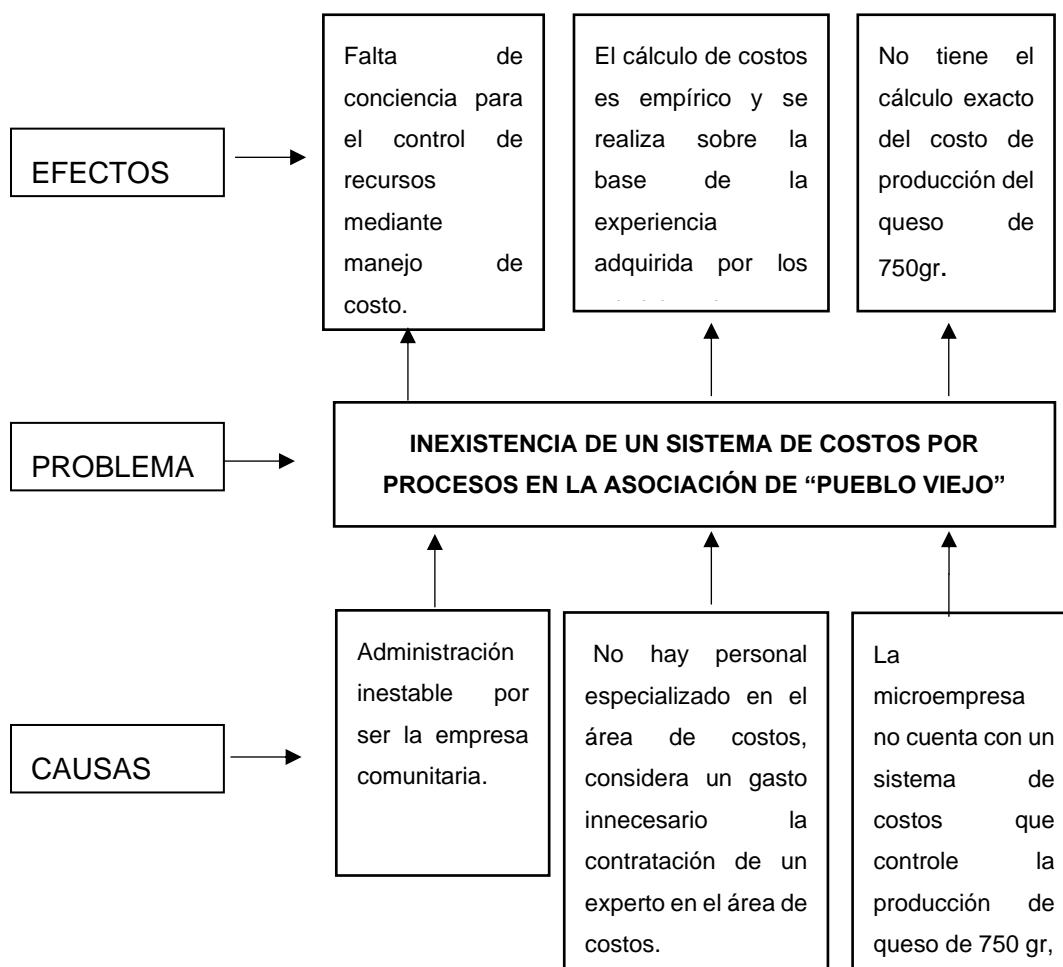 EFECTOS
Falta de
conciencia para
el control de
recursos
mediante
manejo de
costo.
El cálculo de costos
es empírico y se
realiza sobre la
base de la
experiencia
adquirida por los
No tiene el
cálculo exacto
del costo de
producción del
queso de
750gr.
PROBLEMA
INEXISTENCIA DE UN SISTEMA DE COSTOS POR
PROCESOS EN LA ASOCIACIÓN DE “PUEBLO VIEJO”
CAUSAS
Administración
inestable por
ser la empresa
comunitaria.
No hay personal
especializado en el
área de costos,
considera un gasto
innecesario la
contratación de un
experto en el área de
costos.
La
microempresa
no cuenta con un
sistema de
costos que
controle la
producción de
queso de 750 gr,